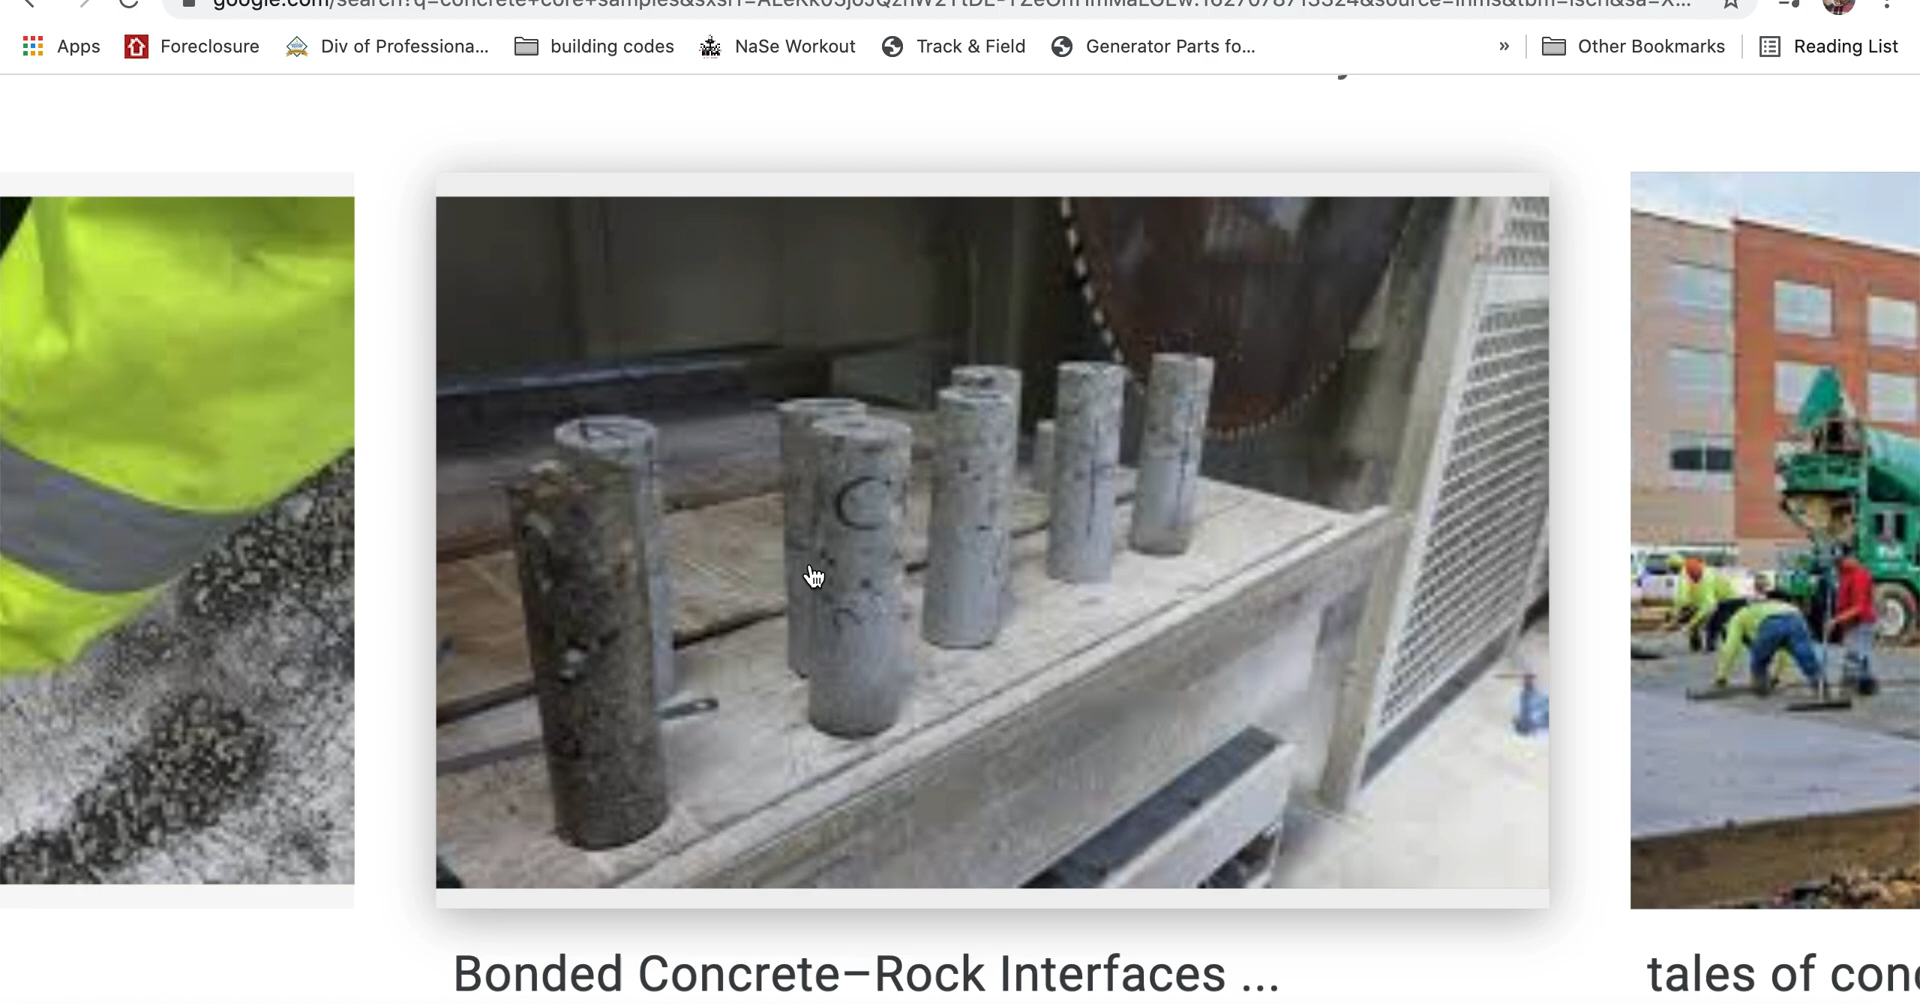 Apps Foreclosure Div of Professiona... building codes NaSe Workout Track & Field Generator Parts fo... » Other Bookmarks Reading List
C
Bonded Concrete–Rock Interfaces ...
tales of con